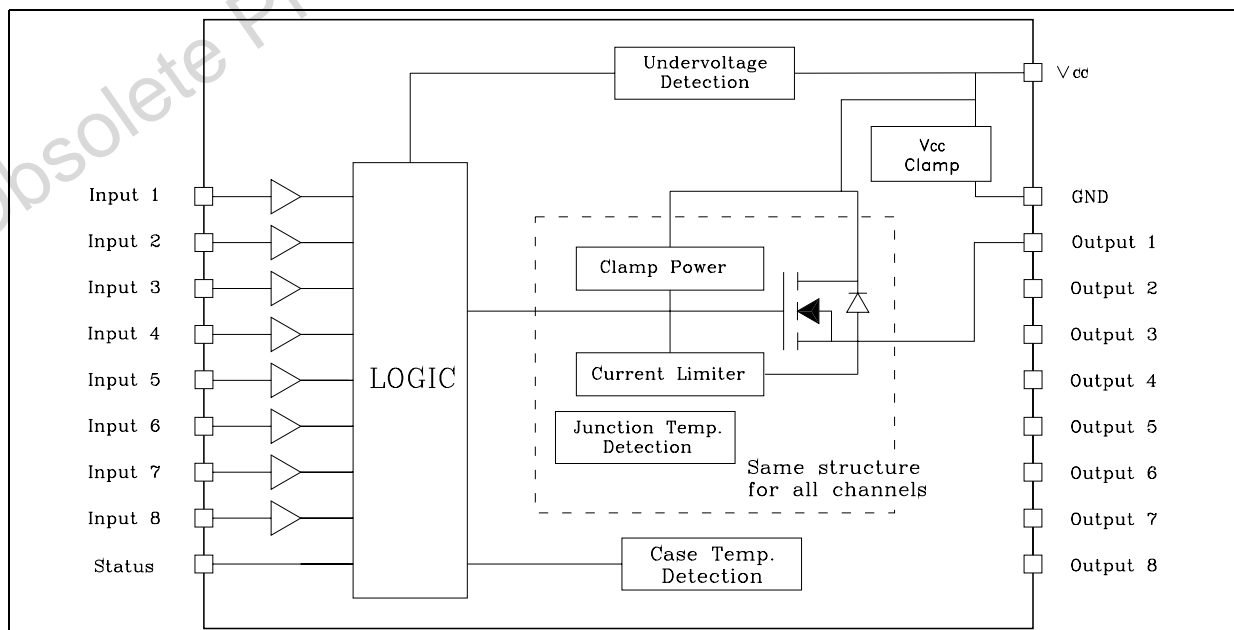 Obsolete Pr
Undervoltage
Detection
Vcc
Vcc
Clamp
Input 1
GND
Input 2
Output 1
Clamp Power
Input 3
Output 2
Input 4
Output 3
LOGIC
Input 5
Current Limiter
Output 4
Input 6
Junction Temp.
Detection
Output 5
Input 7
Same structure
for all channels
Output 6
Input 8
Output 7
Status
Case Temp.
Detection
Output 8